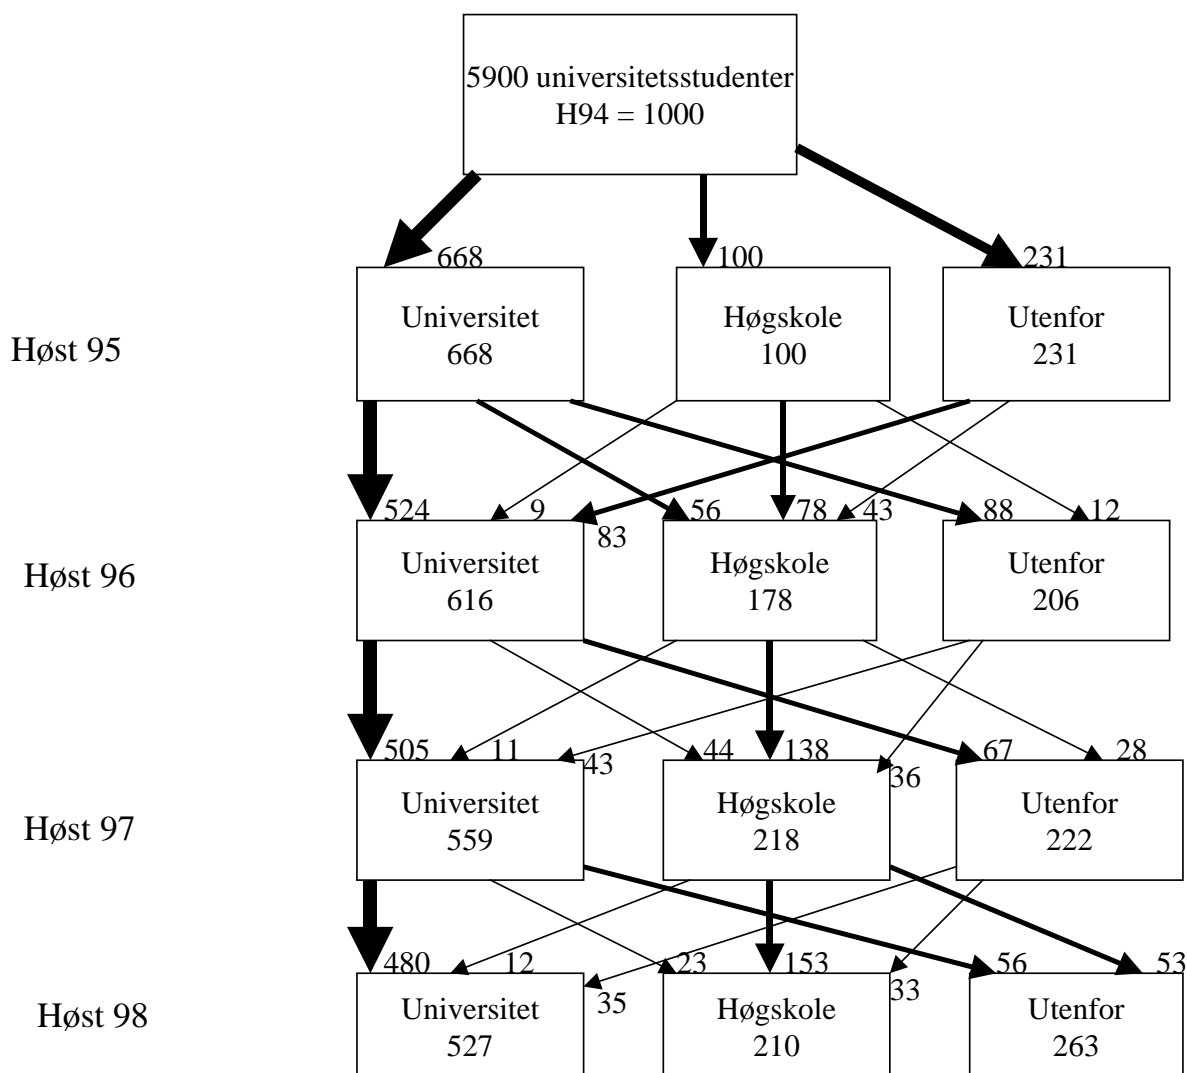 5900 universitetsstudenter
H94 = 1000
668 100 231
Høst 95
Universitet
668
Høgskole
100
Utenfor
231
524 9 83 56 78 43 88 12
Høst 96
Universitet
616
Høgskole
178
Utenfor
206
505 11 43 44 138 36 67 28
Høst 97
Universitet
559
Høgskole
218
Utenfor
222
480 12 35 23 153 33 56 53
Høst 98
Universitet
527
Høgskole
210
Utenfor
263